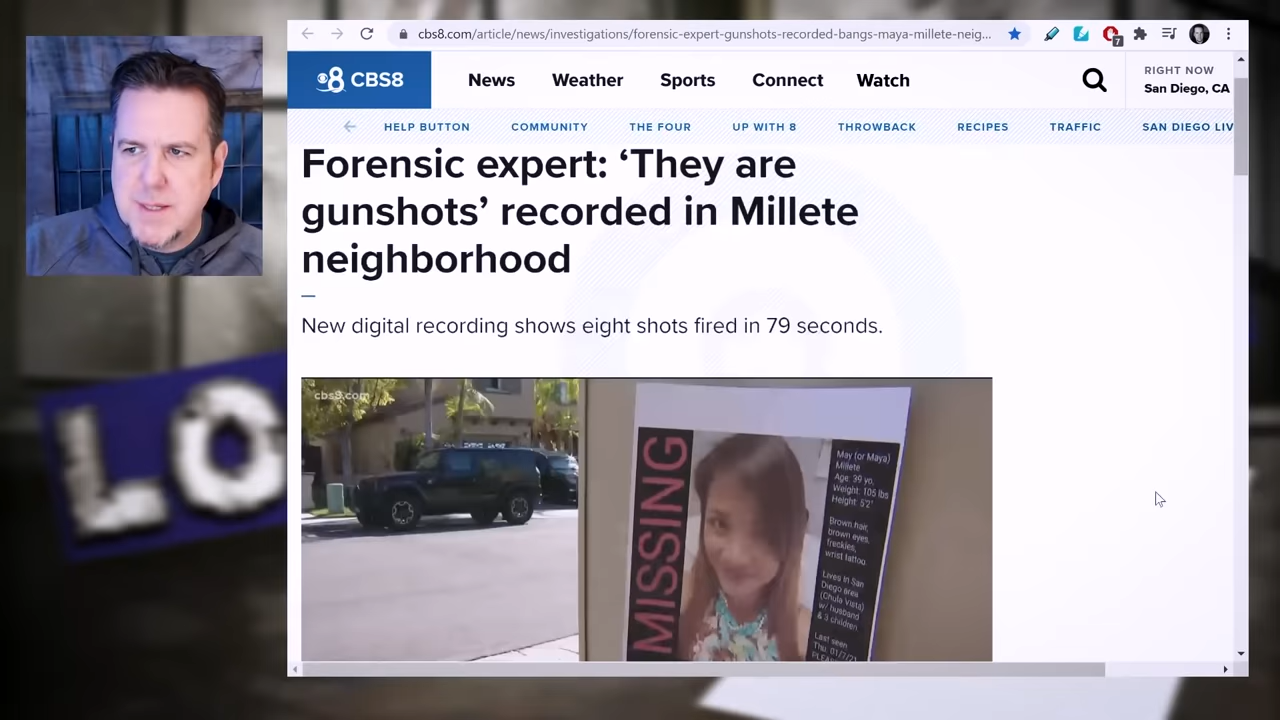 cbs8.com/article/news/investigations/forensic-expert-gunshots-recorded-bangs-maya-millete-neig...
7
8 CBS8
News Weather Sports Connect Watch
RIGHT NOW
San Diego, CA
HELP BUTTON COMMUNITY THE FOUR UP WITH 8 THROWBACK RECIPES TRAFFIC SAN DIEGO LIV
Forensic expert: ‘They are
gunshots’ recorded in Millete
neighborhood
New digital recording shows eight shots fired in 79 seconds.
cbs8.com
MISSING
May (or Maya)
Millete
Age: 39 yo,
Weight: 105 lbs
Height: 5'2"
Brown hair,
brown eyes,
freckles,
wrist tattoo
Lives in San
Diego area
(Chula Vista)
w/ husband
& 3 children
Last seen
Thu, 01/7/21
LO